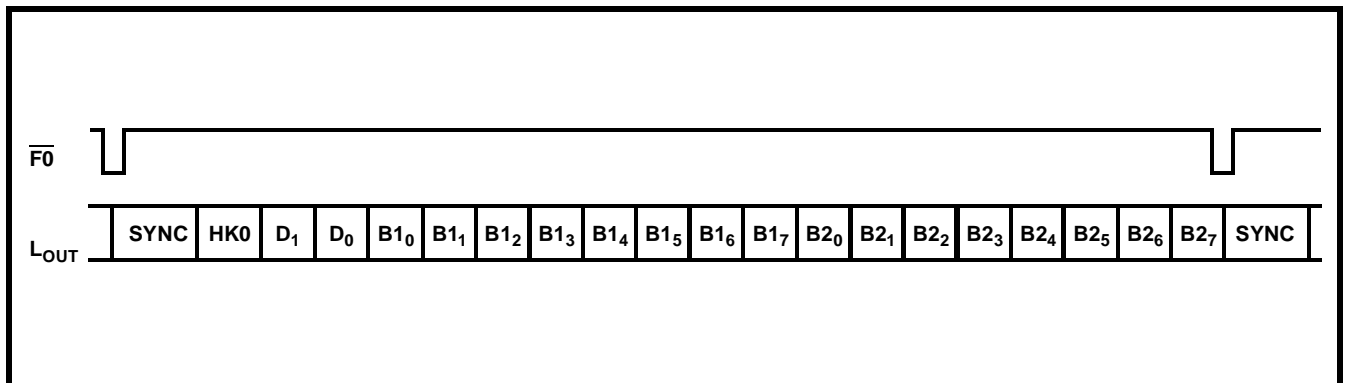 F0
L_OUT SYNC HK0 D₁ D₀ B1₀ B1₁ B1₂ B1₃ B1₄ B1₅ B1₆ B1₇ B2₀ B2₁ B2₂ B2₃ B2₄ B2₅ B2₆ B2₇ SYNC